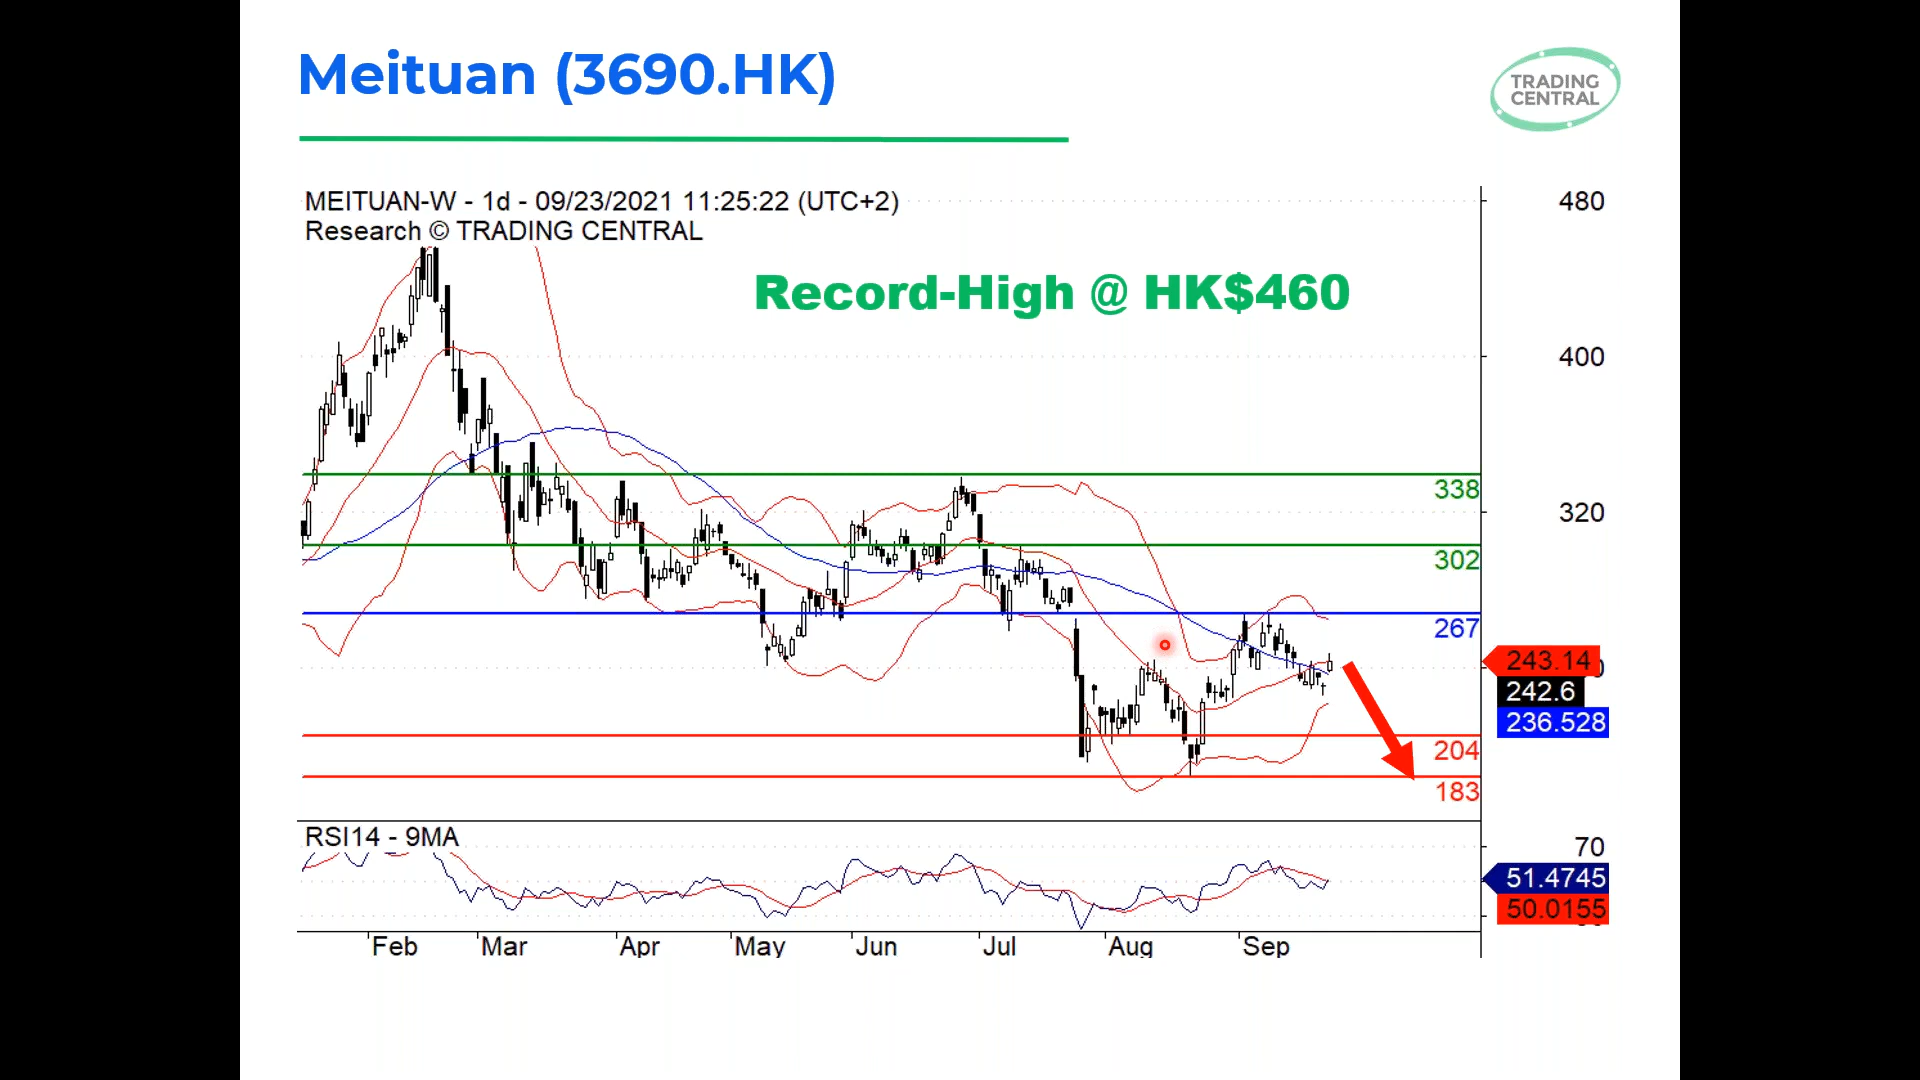 Meituan (3690.HK)
TRADING
CENTRAL
MEITUAN-W - 1d - 09/23/2021 11:25:22 (UTC+2)
Research © TRADING CENTRAL
Record-High @ HK$460
480
400
320
338
302
267
243.14
242.6
236.528
204
183
RSI14 - 9MA
70
51.4745
50.0155
Feb Mar Apr May Jun Jul Aug Sep